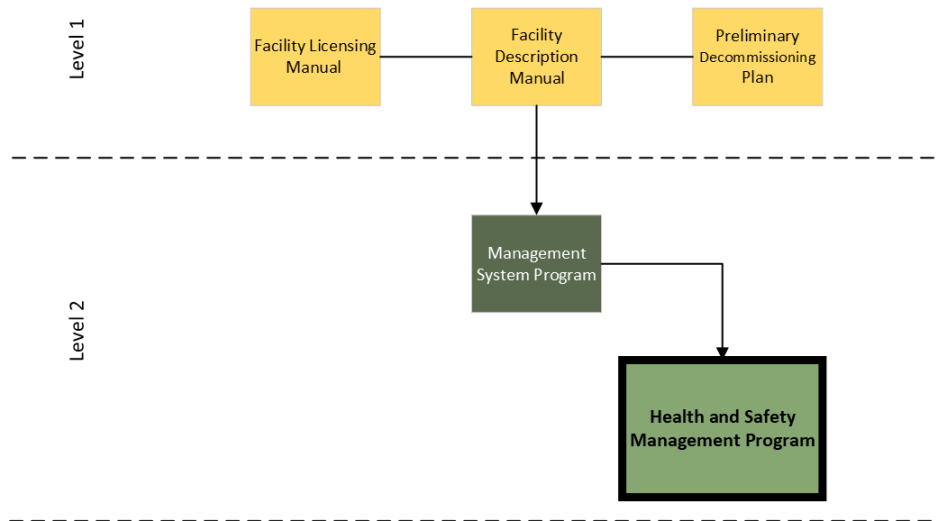 Level 1
Facility Licensing
Manual
Facility
Description
Manual
Preliminary
Decommissioning
Plan
Level 2
Management
System Program
Health and Safety
Management Program